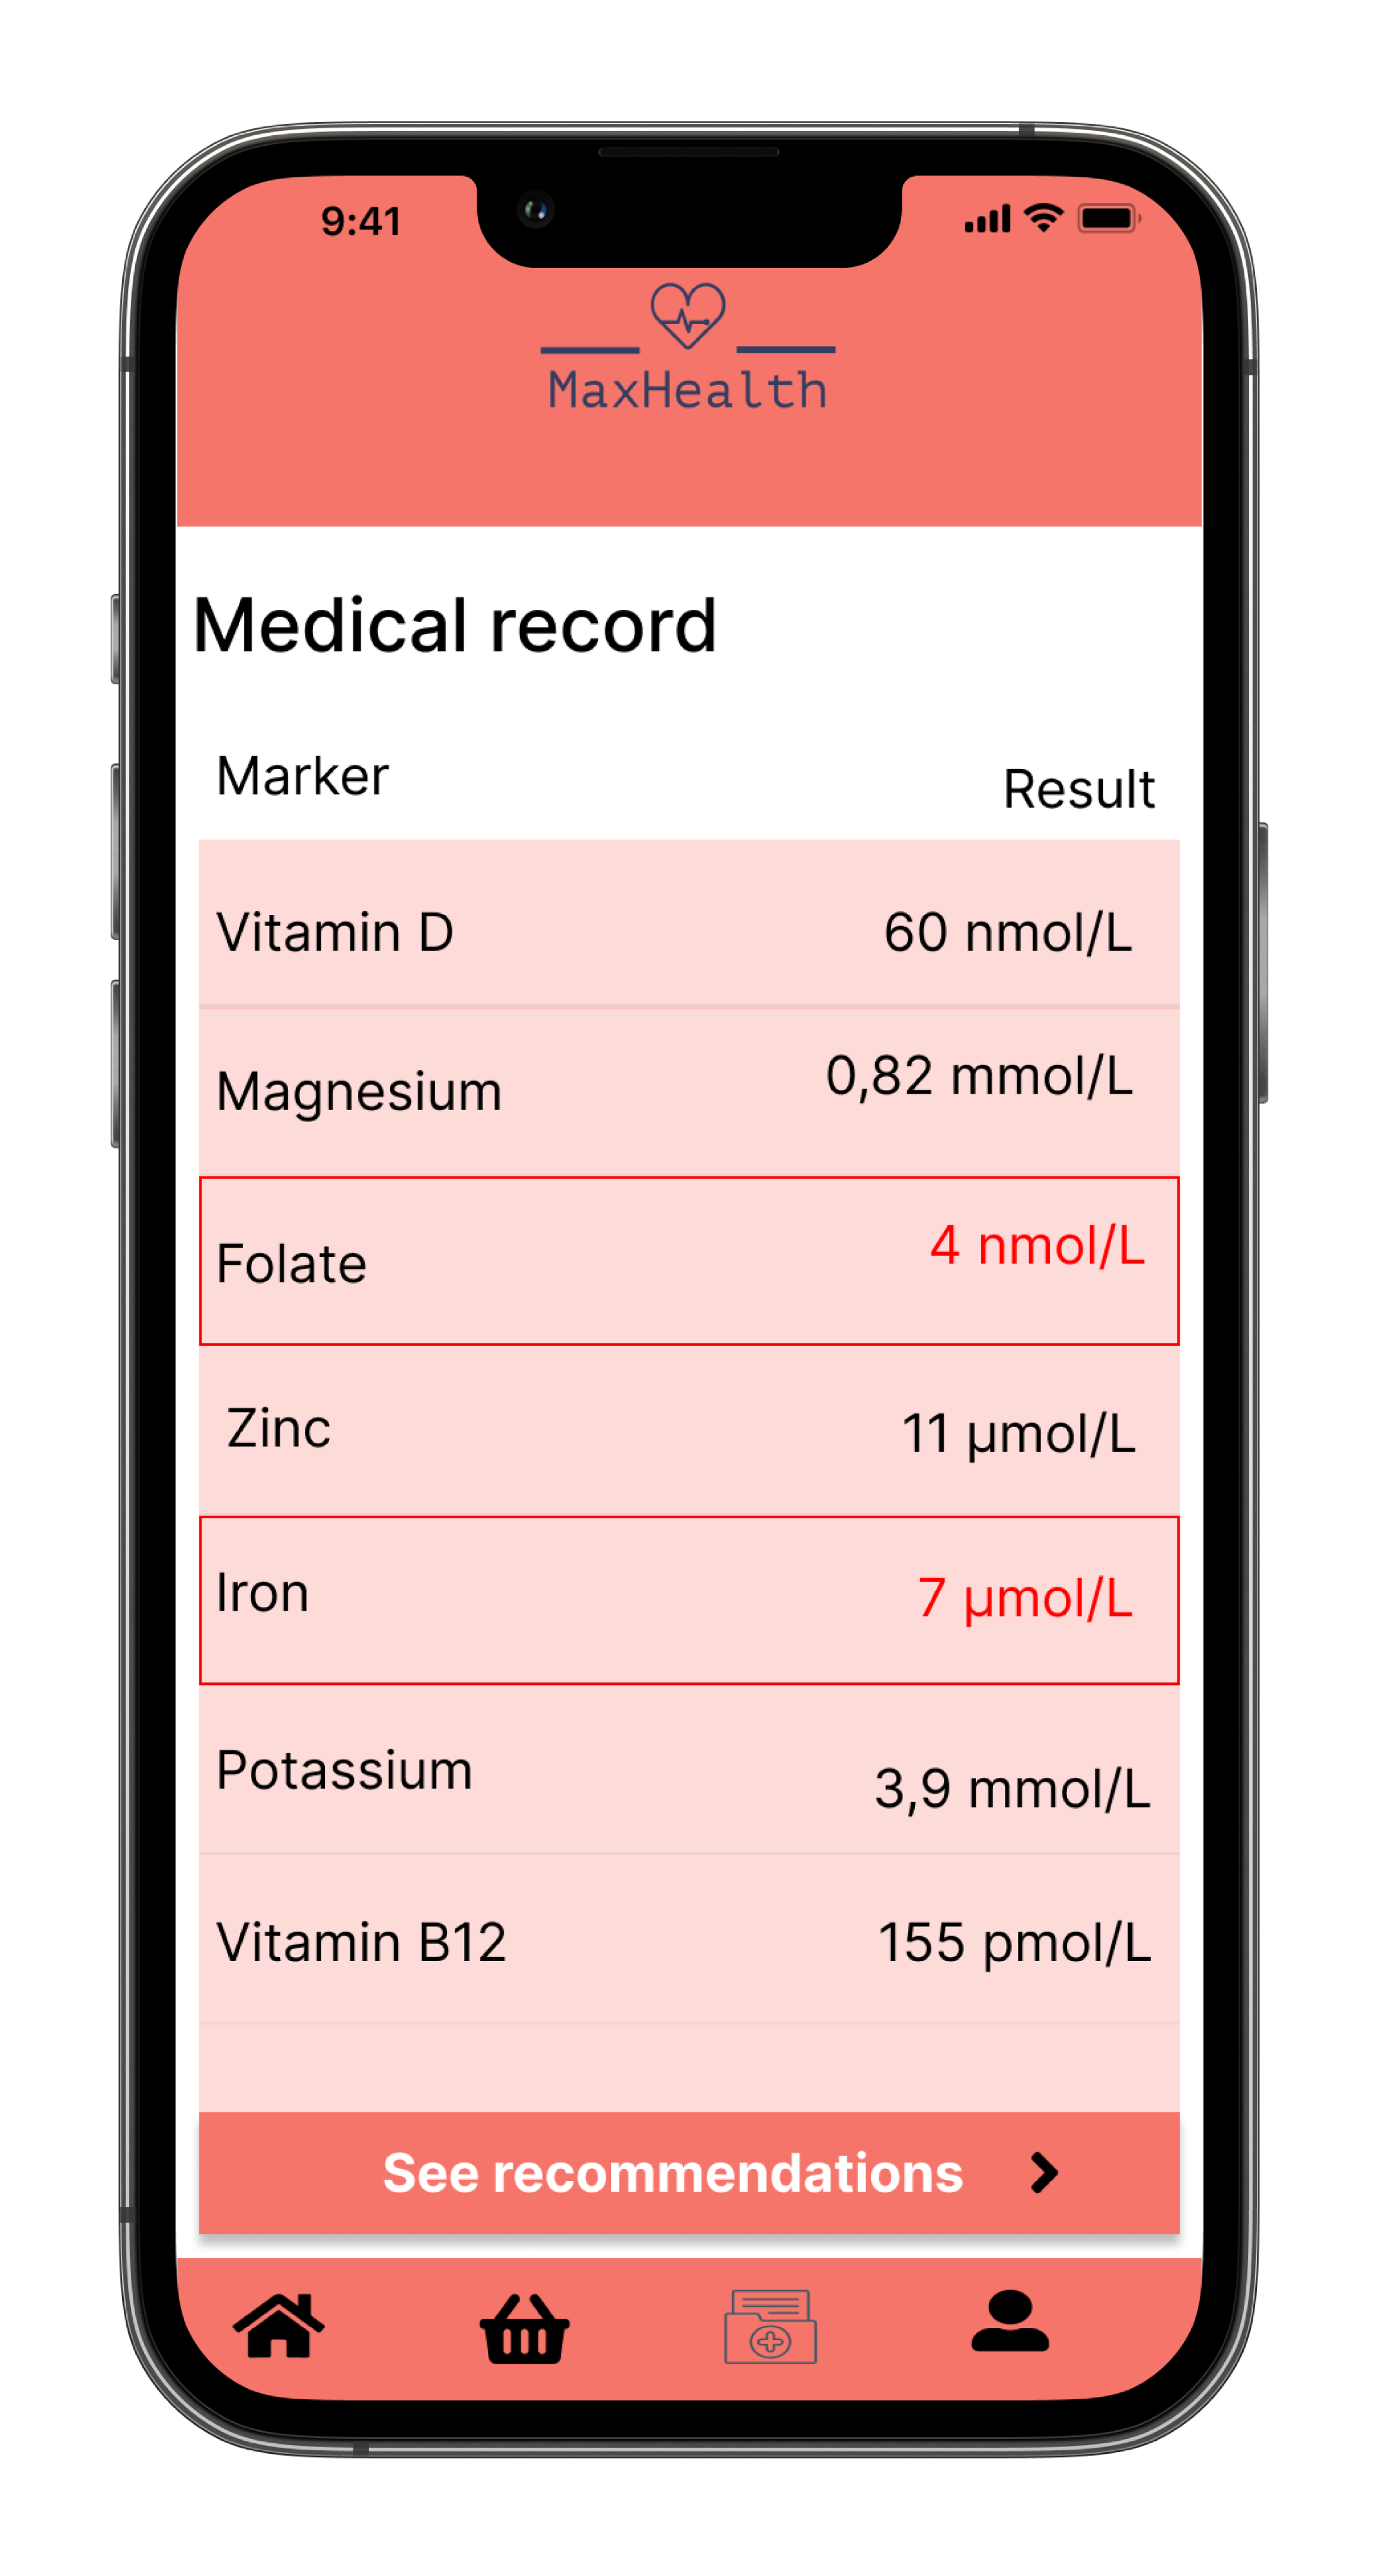 9:41
MaxHealth
Medical record
Marker Result
Vitamin D 60 nmol/L
Magnesium 0,82 mmol/L
Folate 4 nmol/L
Zinc 11 µmol/L
Iron 7 µmol/L
Potassium 3,9 mmol/L
Vitamin B12 155 pmol/L
See recommendations